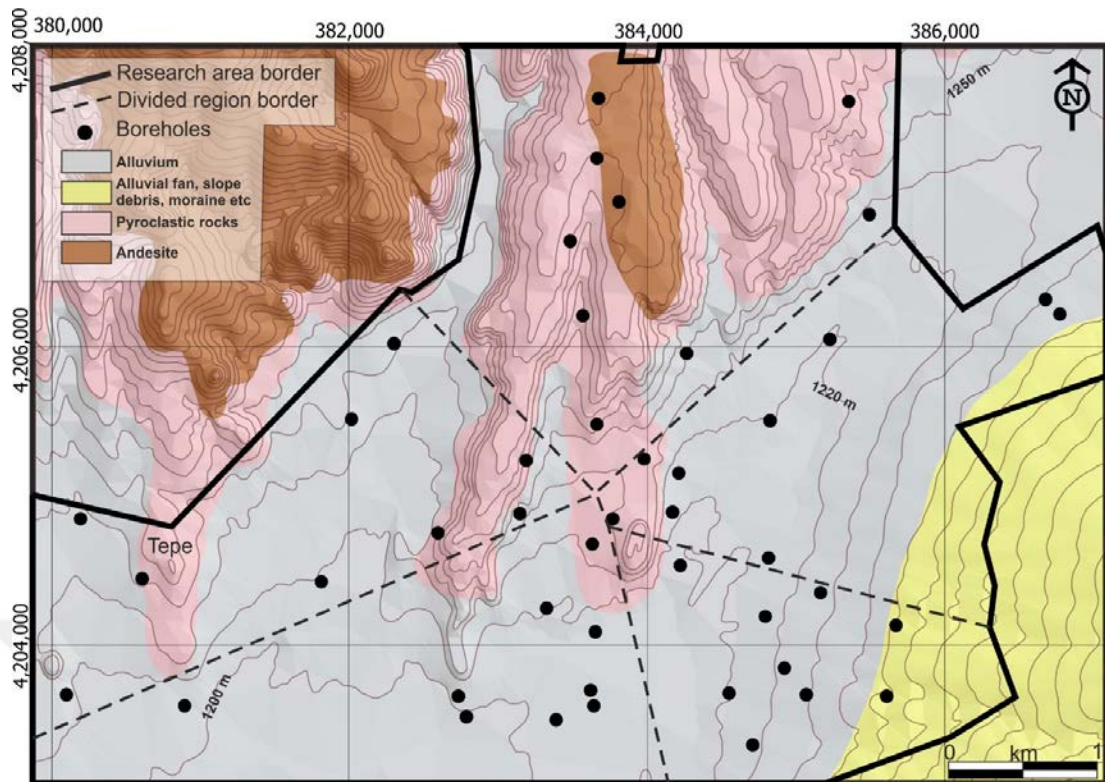 380,000
382,000
384,000
386,000
4,208,000
4,206,000
4,204,000
Research area border
Divided region border
Boreholes
Alluvium
Alluvial fan, slope
debris, moraine etc
Pyroclastic rocks
Andesite
1250 m
N
1220 m
Tepe
1200 m
0 km 1